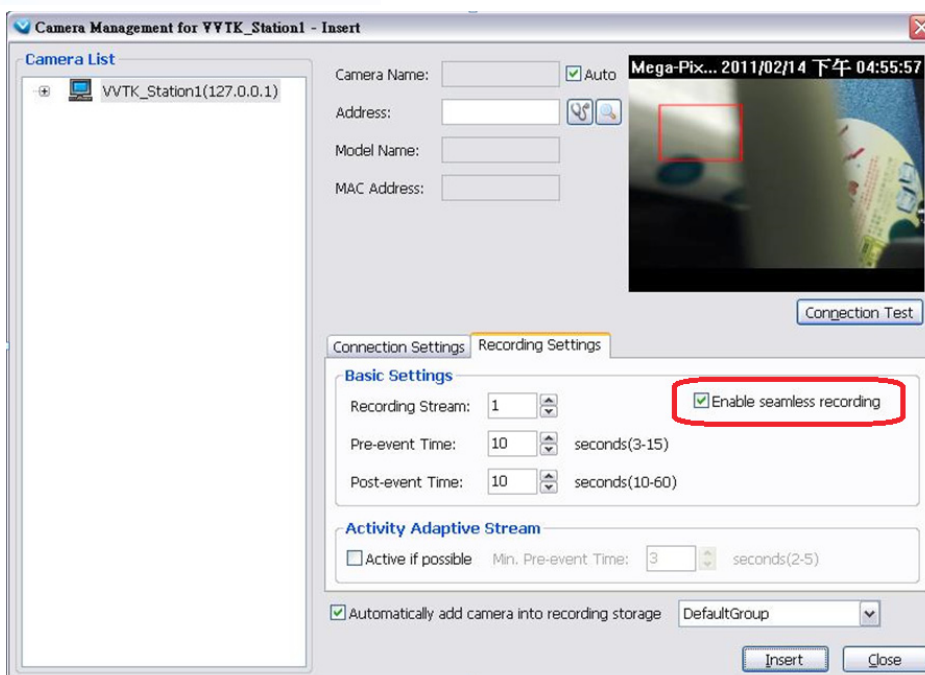 Camera Management for VVTK_Station1 - Insert
Camera List
VVTK_Station1(127.0.0.1)
Camera Name:
Auto
Address:
Model Name:
MAC Address:
Mega-Pix... 2011/02/14 下午 04:55:57
Connection Test
Connection Settings
Recording Settings
Basic Settings
Recording Stream: 1
Enable seamless recording
Pre-event Time: 10 seconds(3-15)
Post-event Time: 10 seconds(10-60)
Activity Adaptive Stream
Active if possible Min. Pre-event Time: 3 seconds(2-5)
Automatically add camera into recording storage DefaultGroup
Insert Close